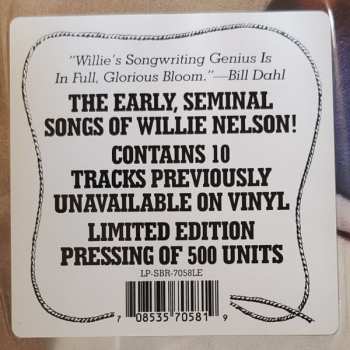 "Willie's Songwriting Genius Is
In Full, Glorious Bloom."—Bill Dahl
THE EARLY, SEMINAL
SONGS OF WILLIE NELSON!
CONTAINS 10
TRACKS PREVIOUSLY
UNAVAILABLE ON VINYL
LIMITED EDITION
PRESSING OF 500 UNITS
LP-SBR-7058LE
7 08535 70581 9